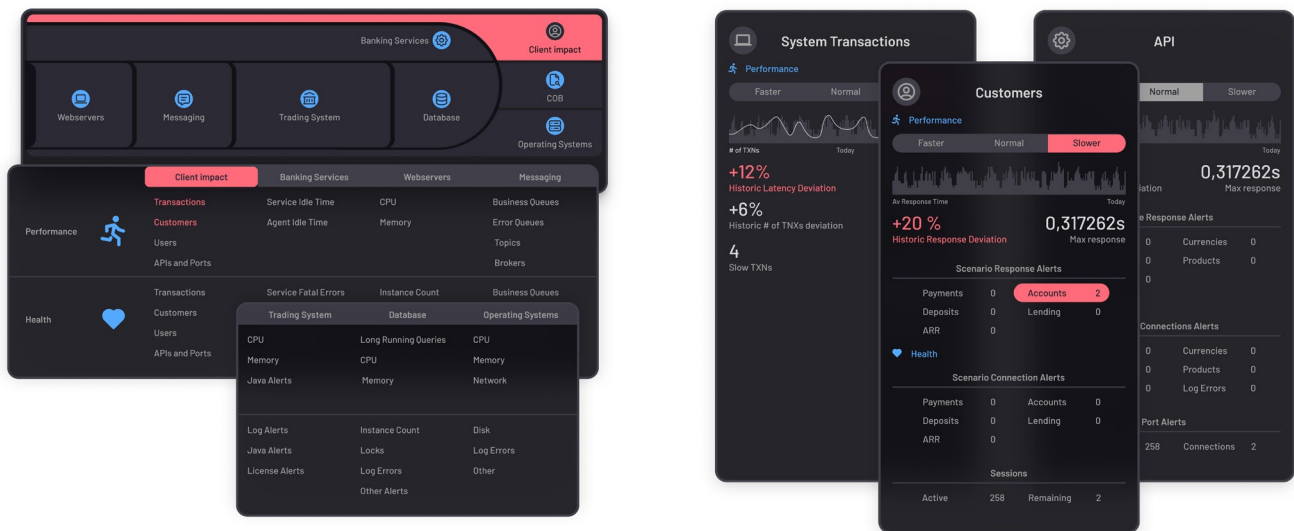 Banking Services
Client impact
Webservers
Messaging
Trading System
Database
COB
Operating Systems
Client impact Banking Services Webservers Messaging
Performance
Transactions Service Idle Time CPU Business Queues
Customers Agent Idle Time Memory Error Queues
Users Topics
APIs and Ports Brokers
Health
Transactions Service Fatal Errors Instance Count Business Queues
Customers
Users
APIs and Ports
Trading System Database Operating Systems
CPU Long Running Queries CPU
Memory CPU Memory
Java Alerts Memory Network
Log Alerts Instance Count Disk
Java Alerts Locks Log Errors
License Alerts Log Errors Other
Other Alerts
System Transactions
Performance
Faster Normal
# of TXNs Today
+12%
Historic Latency Deviation
+6%
Historic # of TNXs deviation
4
Slow TXNs
Customers
Performance
Faster Normal Slower
Av Response Time Today
+20 % 0,317262s
Historic Response Deviation Max response
Scenario Response Alerts
Payments 0 Accounts 2
Deposits 0 Lending 0
ARR 0
Health
Scenario Connection Alerts
Payments 0 Accounts 0
Deposits 0 Lending 0
ARR 0
Sessions
Active 258 Remaining 2
API
Normal Slower
Today
0,317262s
iation Max response
e Response Alerts
0 Currencies 0
0 Products 0
0
Connections Alerts
0 Currencies 0
0 Products 0
0 Log Errors 0
Port Alerts
258 Connections 2